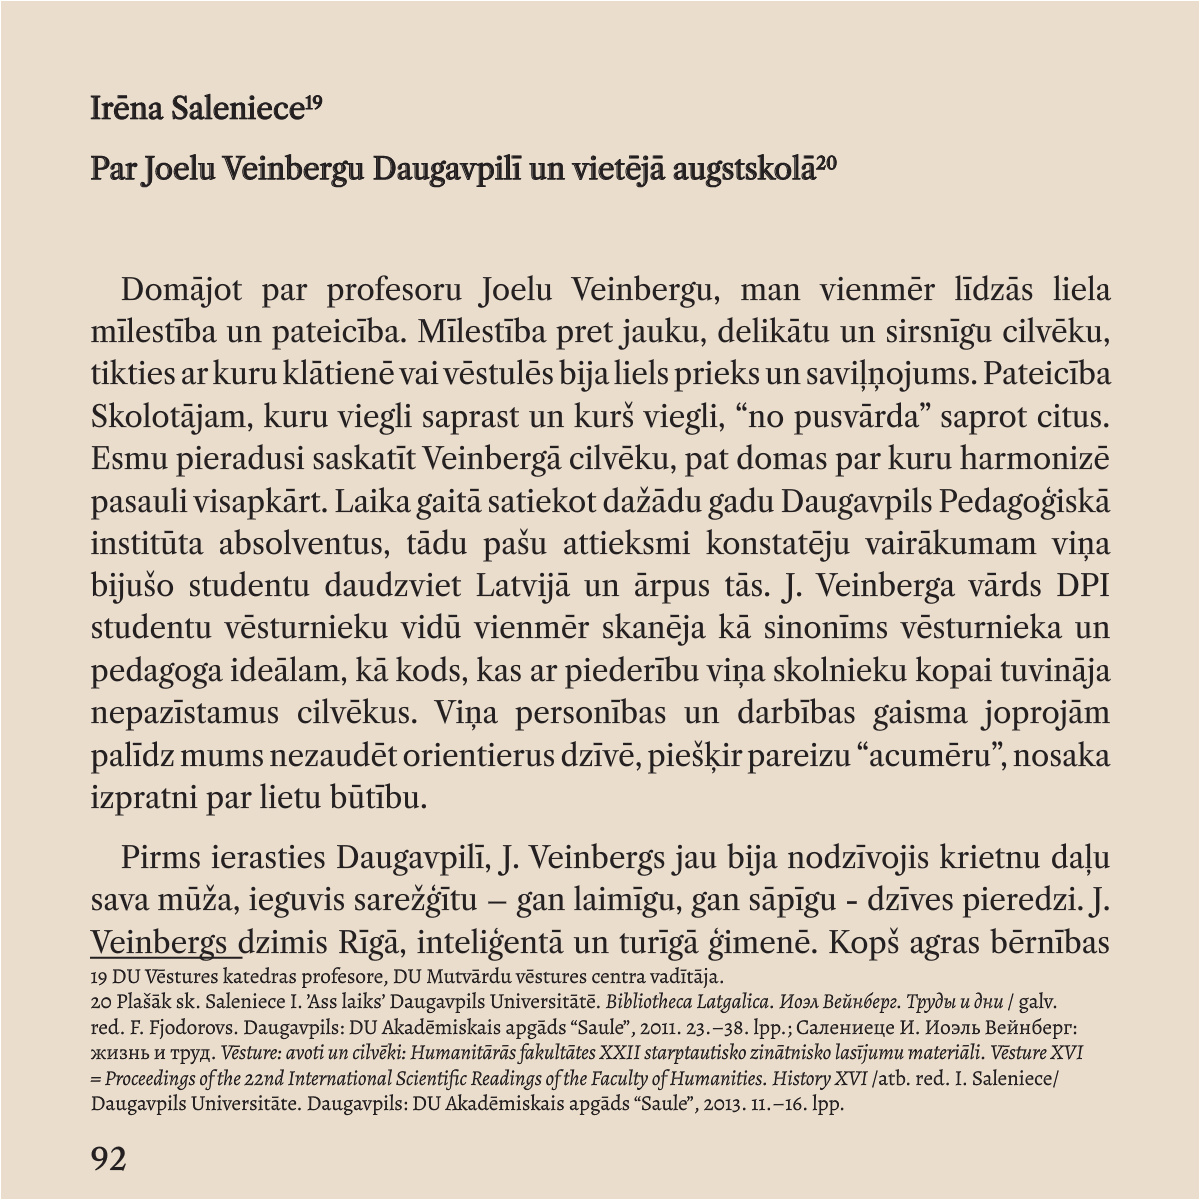 Irēna Saleniece¹⁹
Par Joelu Veinbergu Daugavpilī un vietējā augstskolā²⁰
Domājot par profesoru Joelu Veinbergu, man vienmēr līdzās liela
mīlestība un pateicība. Mīlestība pret jauku, delikātu un sirsnīgu cilvēku,
tikties ar kuru klātienē vai vēstulēs bija liels prieks un saviļņojums. Pateicība
Skolotājam, kuru viegli saprast un kurš viegli, “no pusvārda” saprot citus.
Esmu pieradusi saskatīt Veinbergā cilvēku, pat domas par kuru harmonizē
pasauli visapkārt. Laika gaitā satiekot dažādu gadu Daugavpils Pedagoģiskā
institūta absolventus, tādu pašu attieksmi konstatēju vairākumam viņa
bijušo studentu daudzviet Latvijā un ārpus tās. J. Veinberga vārds DPI
studentu vēsturnieku vidū vienmēr skanēja kā sinonīms vēsturnieka un
pedagoga ideālam, kā kods, kas ar piederību viņa skolnieku kopai tuvināja
nepazīstamus cilvēkus. Viņa personības un darbības gaisma joprojām
palīdz mums nezaudēt orientierus dzīvē, piešķir pareizu “acumēru”, nosaka
izpratni par lietu būtību.
Pirms ierasties Daugavpilī, J. Veinbergs jau bija nodzīvojis krietnu daļu
sava mūža, ieguvis sarežģītu – gan laimīgu, gan sāpīgu - dzīves pieredzi. J.
Veinbergs dzimis Rīgā, inteliģentā un turīgā ģimenē. Kopš agras bērnības
19 DU Vēstures katedras profesore, DU Mutvārdu vēstures centra vadītāja.
20 Plašāk sk. Saleniece I. ’Ass laiks’ Daugavpils Universitātē. Bibliotheca Latgalica. Иоэл Вейнберг. Труды и дни / galv.
red. F. Fjodorovs. Daugavpils: DU Akadēmiskais apgāds “Saule”, 2011. 23.–38. lpp.; Салениеце И. Иоэль Вейнберг:
жизнь и труд. Vēsture: avoti un cilvēki: Humanitārās fakultātes XXII starptautisko zinātnisko lasījumu materiāli. Vēsture XVI
= Proceedings of the 22nd International Scientific Readings of the Faculty of Humanities. History XVI /atb. red. I. Saleniece/
Daugavpils Universitāte. Daugavpils: DU Akadēmiskais apgāds “Saule”, 2013. 11.–16. lpp.
92